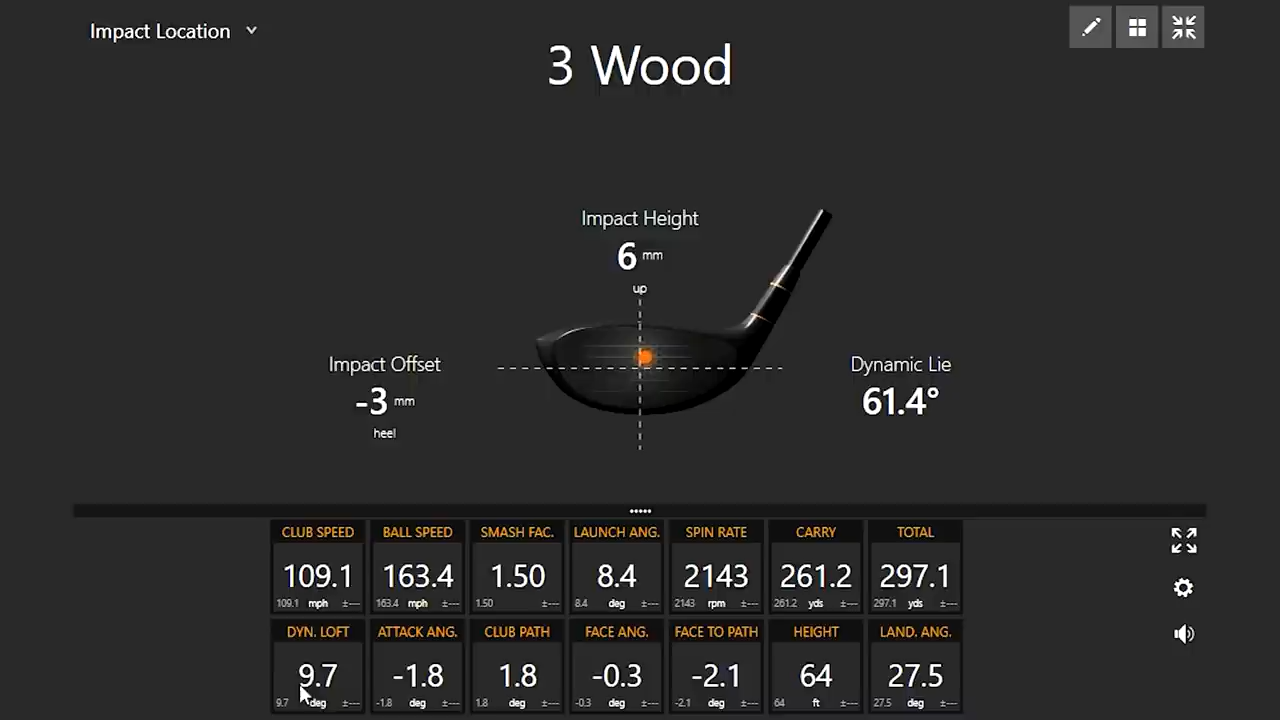 Impact Location
3 Wood
Impact Height
6 mm
up
Impact Offset
-3 mm
heel
Dynamic Lie
61.4°
CLUB SPEED BALL SPEED SMASH FAC. LAUNCH ANG. SPIN RATE CARRY TOTAL
109.1 163.4 1.50 8.4 2143 261.2 297.1
109.1 mph ±--- 163.4 mph ±--- 1.50 ±--- 8.4 deg ±--- 2143 rpm ±--- 261.2 yds ±--- 297.1 yds ±---
DYN. LOFT ATTACK ANG. CLUB PATH FACE ANG. FACE TO PATH HEIGHT LAND. ANG.
9.7 -1.8 1.8 -0.3 -2.1 64 27.5
9.7 deg ±--- -1.8 deg ±--- 1.8 deg ±--- -0.3 deg ±--- -2.1 deg ±--- 64 ft ±--- 27.5 deg ±---